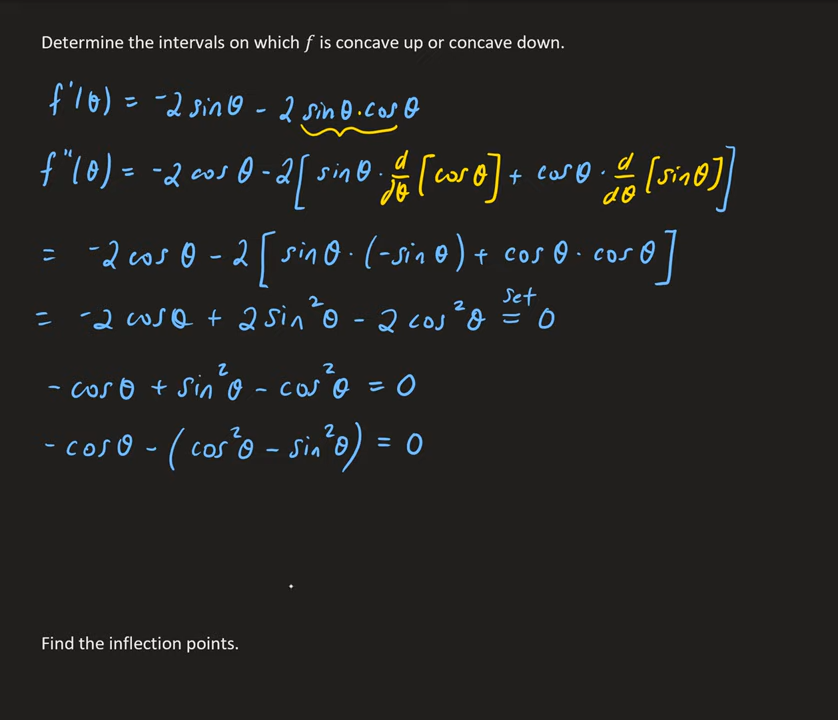 Determine the intervals on which f is concave up or concave down.
f'(θ) = -2 sin θ - 2 sin θ · cos θ
f''(θ) = -2 cos θ - 2[ sin θ · d/dθ [cos θ] + cos θ · d/dθ [sin θ] ]
= -2 cos θ - 2 [ sin θ · (-sin θ) + cos θ · cos θ ]
= -2 cos θ + 2 sin²θ - 2 cos²θ set = 0
- cos θ + sin²θ - cos²θ = 0
- cos θ - (cos²θ - sin²θ) = 0
Find the inflection points.